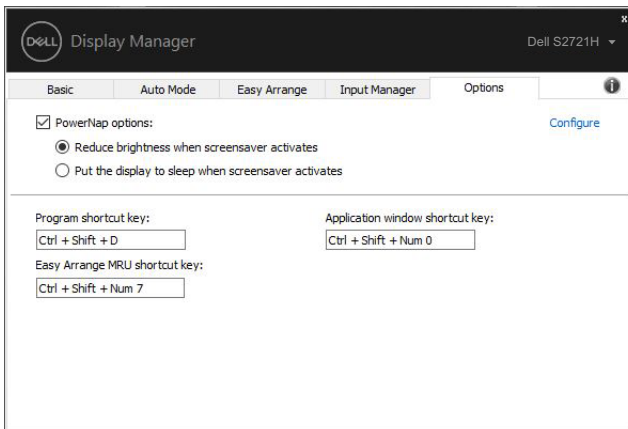 DELL Display Manager
x
Dell S2721H
Basic Auto Mode Easy Arrange Input Manager Options
PowerNap options: Configure
Reduce brightness when screensaver activates
Put the display to sleep when screensaver activates
Program shortcut key: Application window shortcut key:
Ctrl + Shift + D Ctrl + Shift + Num 0
Easy Arrange MRU shortcut key:
Ctrl + Shift + Num 7